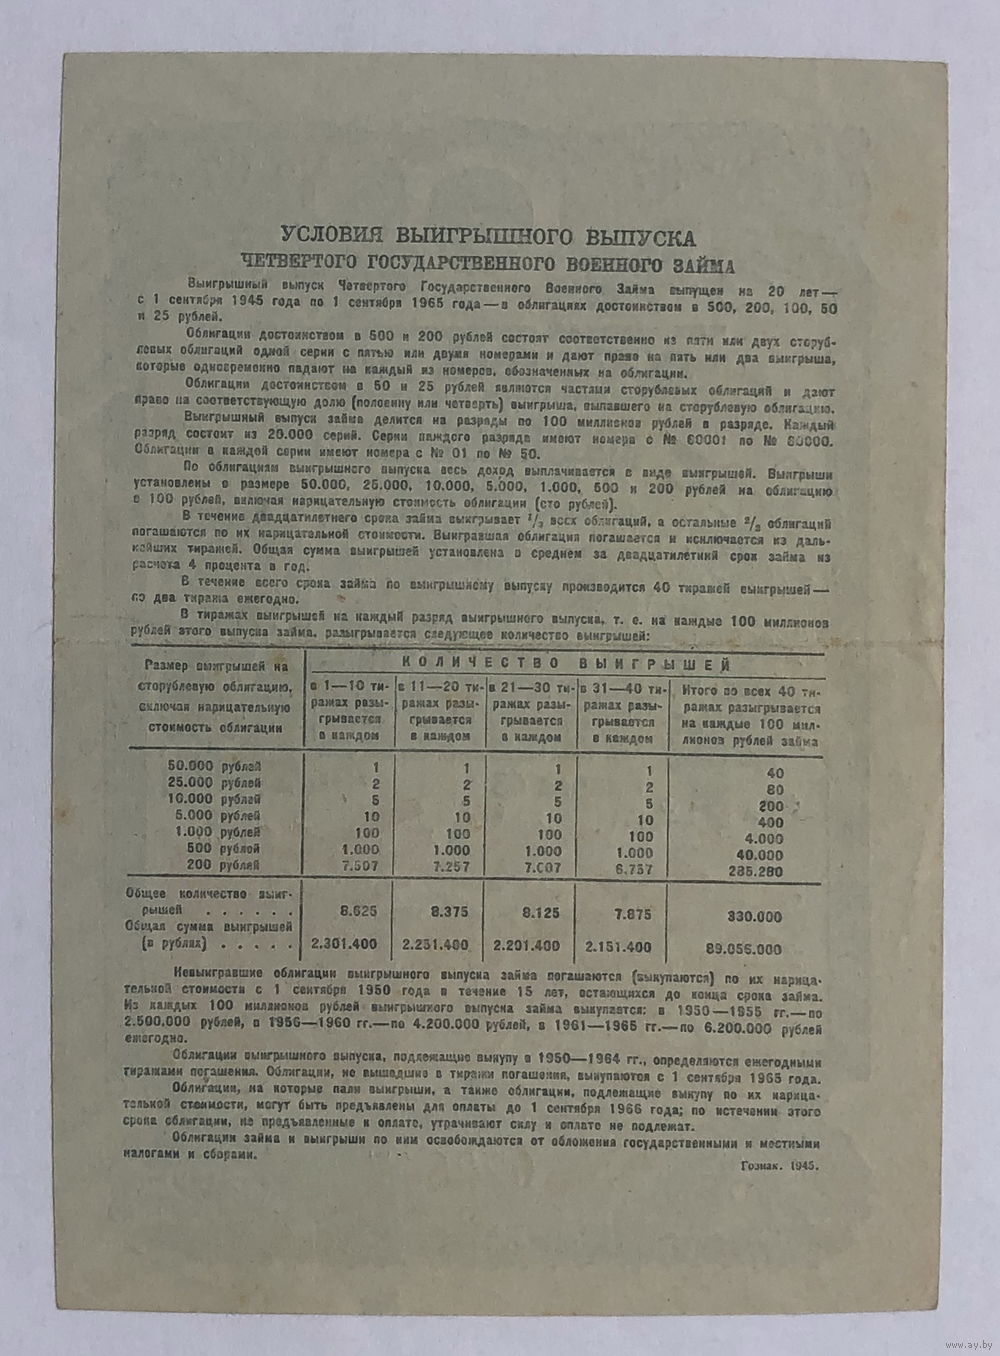 УСЛОВИЯ ВЫИГРЫШНОГО ВЫПУСКА
ЧЕТВЕРТОГО ГОСУДАРСТВЕННОГО ВОЕННОГО ЗАЙМА
Выигрышный выпуск Четвертого Государственного Военного Займа выпущен на 20 лет —
с 1 сентября 1945 года по 1 сентября 1965 года — в облигациях достоинством в 500, 200, 100, 50
и 25 рублей.
Облигации достоинством в 500 и 200 рублей состоят соответственно из пяти или двух сторуб-
левых облигаций одной серии с пятью или двумя номерами и дают право на пять или два выигрыша,
которые одновременно падают на каждый из номеров, обозначенных на облигации.
Облигации достоинством в 50 и 25 рублей являются частями сторублевых облигаций и дают
право на соответствующую долю (половину или четверть) выигрыша, выпавшего на сторублевую облигацию.
Выигрышный выпуск займа делится на разряды по 100 миллионов рублей в разряде. Каждый
разряд состоит из 20.000 серий. Серии каждого разряда имеют номера с № 60001 по № 80000.
Облигации в каждой серии имеют номера с № 01 по № 50.
По облигациям выигрышного выпуска весь доход выплачивается в виде выигрышей. Выигрыши
установлены в размере 50.000, 25.000, 10.000, 5.000, 1.000, 500 и 200 рублей на облигацию
в 100 рублей, включая нарицательную стоимость облигации (сто рублей).
В течение двадцатилетнего срока займа выигрывает 1/3 всех облигаций, а остальные 2/3 облигаций
погашаются по их нарицательной стоимости. Выигравшая облигация погашается и исключается из даль-
нейших тиражей. Общая сумма выигрышей установлена в среднем за двадцатилетний срок займа из
расчета 4 процента в год.
В течение всего срока займа по выигрышному выпуску производится 40 тиражей выигрышей —
по два тиража ежегодно.
В тиражах выигрышей на каждый разряд выигрышного выпуска, т. е. на каждые 100 миллионов
рублей этого выпуска займа, разыгрывается следующее количество выигрышей:
Размер выигрышей на
сторублевую облигацию,
включая нарицательную
стоимость облигации
КОЛИЧЕСТВО ВЫИГРЫШЕЙ
в 1—10 ти-
ражах разы-
грывается
в каждом
в 11—20 ти-
ражах разы-
грывается
в каждом
в 21—30 ти-
ражах разы-
грывается
в каждом
в 31—40 ти-
ражах разы-
грывается
в каждом
Итого во всех 40 ти-
ражах разыгрывается
на каждые 100 мил-
лионов рублей займа
50.000 рублей 1 1 1 1 40
25.000 рублей 2 2 2 2 80
10.000 рублей 5 5 5 5 200
5.000 рублей 10 10 10 10 400
1.000 рублей 100 100 100 100 4.000
500 рублей 1.000 1.000 1.000 1.000 40.000
200 рублей 7.507 7.257 7.007 6.757 285.280
Общее количество выиг-
рышей . . . . . . 8.625 8.375 8.125 7.875 330.000
Общая сумма выигрышей
(в рублях) . . . . . 2.301.400 2.251.400 2.201.400 2.151.400 89.056.000
Невыигравшие облигации выигрышного выпуска займа погашаются (выкупаются) по их нарица-
тельной стоимости с 1 сентября 1950 года в течение 15 лет, остающихся до конца срока займа.
Из каждых 100 миллионов рублей выигрышного выпуска займа выкупается: в 1950—1955 гг. — по
2.500.000 рублей, в 1956—1960 гг. — по 4.200.000 рублей, в 1961—1965 гг. — по 6.200.000 рублей
ежегодно.
Облигации выигрышного выпуска, подлежащие выкупу в 1950—1964 гг., определяются ежегодными
тиражами погашения. Облигации, не вышедшие в тиражи погашения, выкупаются с 1 сентября 1965 года.
Облигации, на которые пали выигрыши, а также облигации, подлежащие выкупу по их нарица-
тельной стоимости, могут быть предъявлены для оплаты до 1 сентября 1966 года; по истечении этого
срока облигации, не предъявленные к оплате, утрачивают силу и оплате не подлежат.
Облигации займа и выигрыши по ним освобождаются от обложения государственными и местными
налогами и сборами.
Гознак. 1945.
www.ay.by